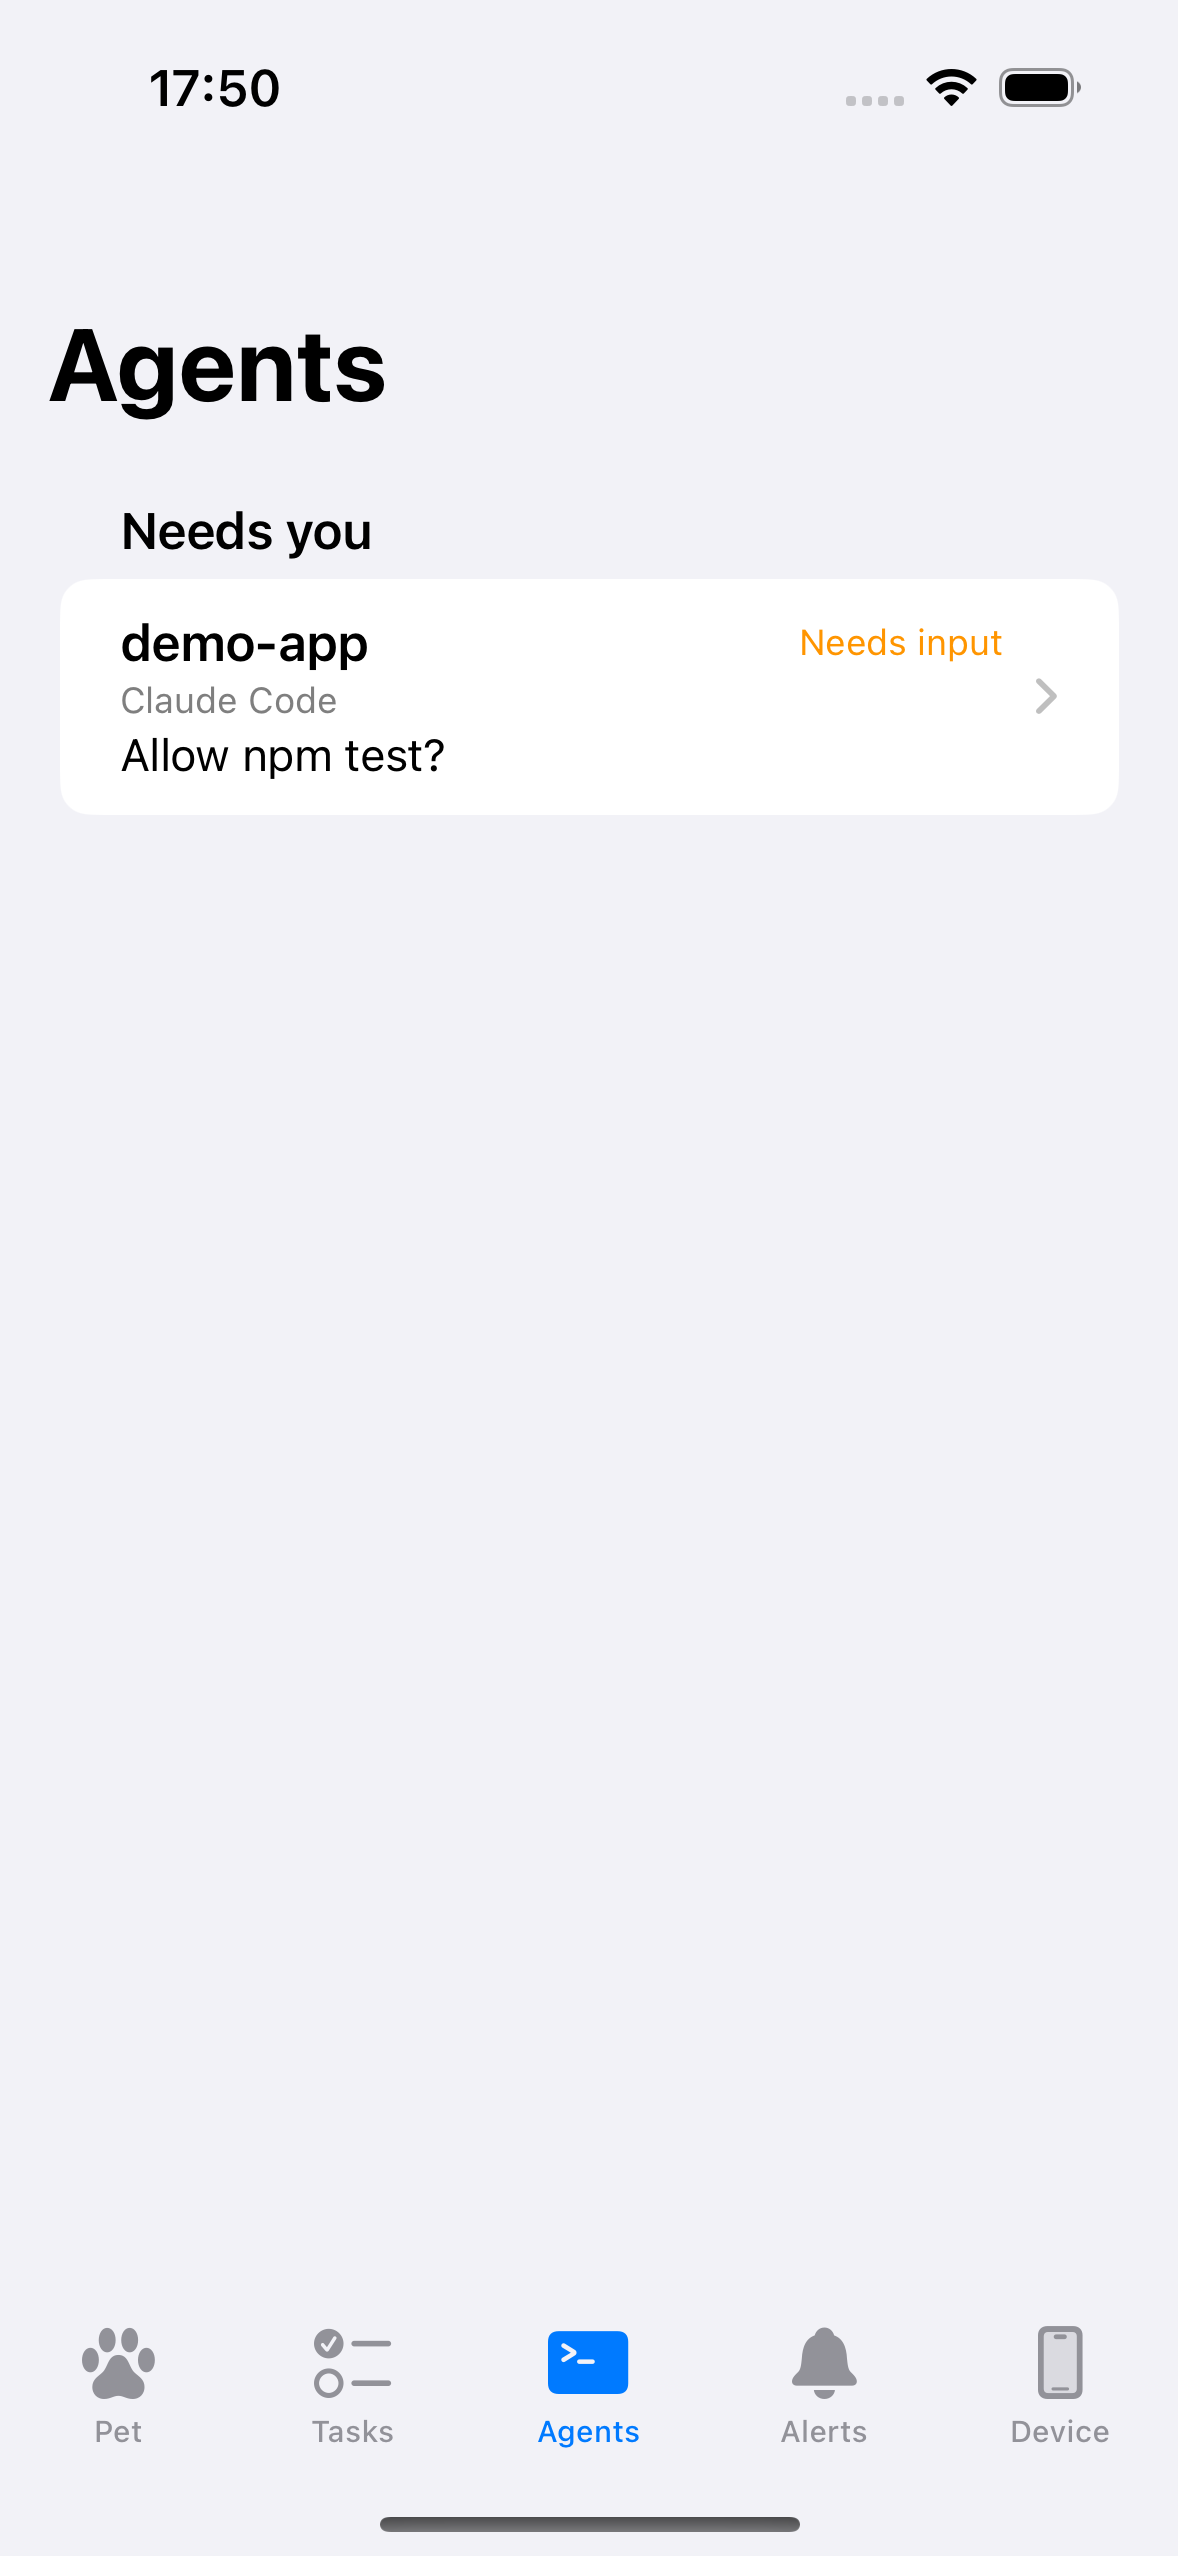 17:50
Agents
Needs you
demo-app
Needs input
Claude Code
Allow npm test?
Pet
Tasks
Agents
Alerts
Device